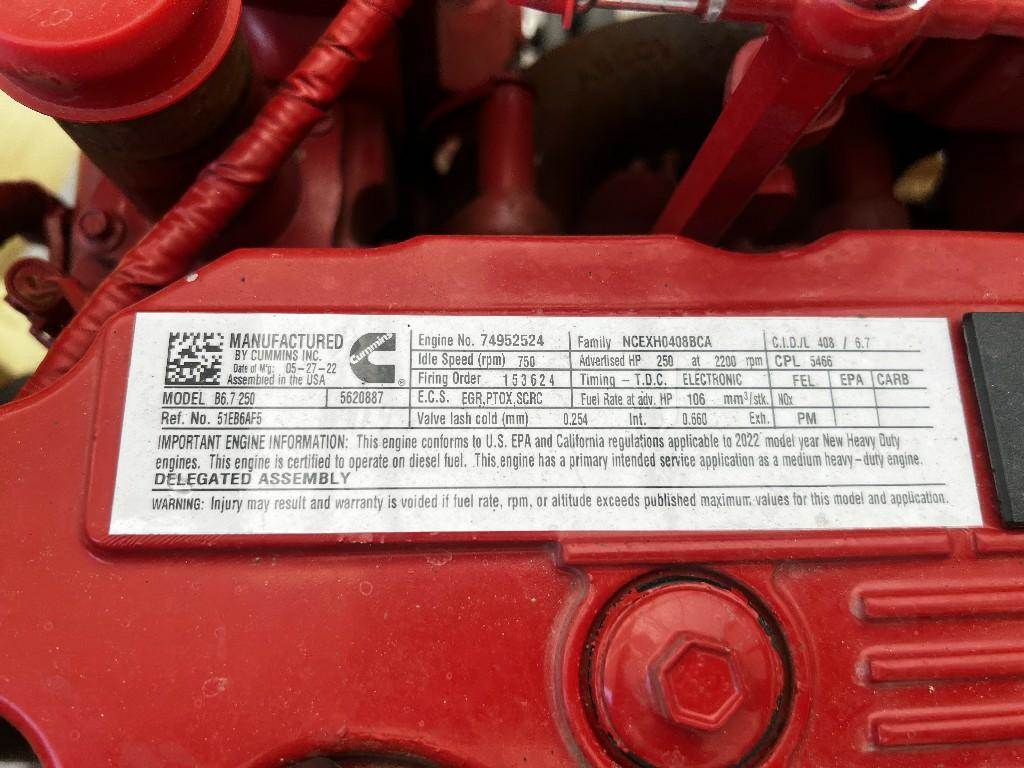 MANUFACTURED
BY CUMMINS INC.
Date of Mfg: 05-27-22
Assembled in the USA
Cummins
®
MODEL B6.7 250 5620887
Ref. No. 51EB6AF5
Engine No. 74952524 Family NCEXH0408BCA C.I.D./L 408 / 6.7
Idle Speed (rpm) 750 Advertised HP 250 at 2200 rpm CPL 5466
Firing Order 153624 Timing - T.D.C. ELECTRONIC FEL EPA CARB
E.C.S. EGR,PTOX,SCRC Fuel Rate at adv. HP 106 mm³/stk. NOx
Valve lash cold (mm) 0.254 Int. 0.660 Exh. PM
IMPORTANT ENGINE INFORMATION: This engine conforms to U.S. EPA and California regulations applicable to 2022 model year New Heavy Duty
engines. This engine is certified to operate on diesel fuel. This engine has a primary intended service application as a medium heavy-duty engine.
DELEGATED ASSEMBLY
WARNING: Injury may result and warranty is voided if fuel rate, rpm, or altitude exceeds published maximum values for this model and application.